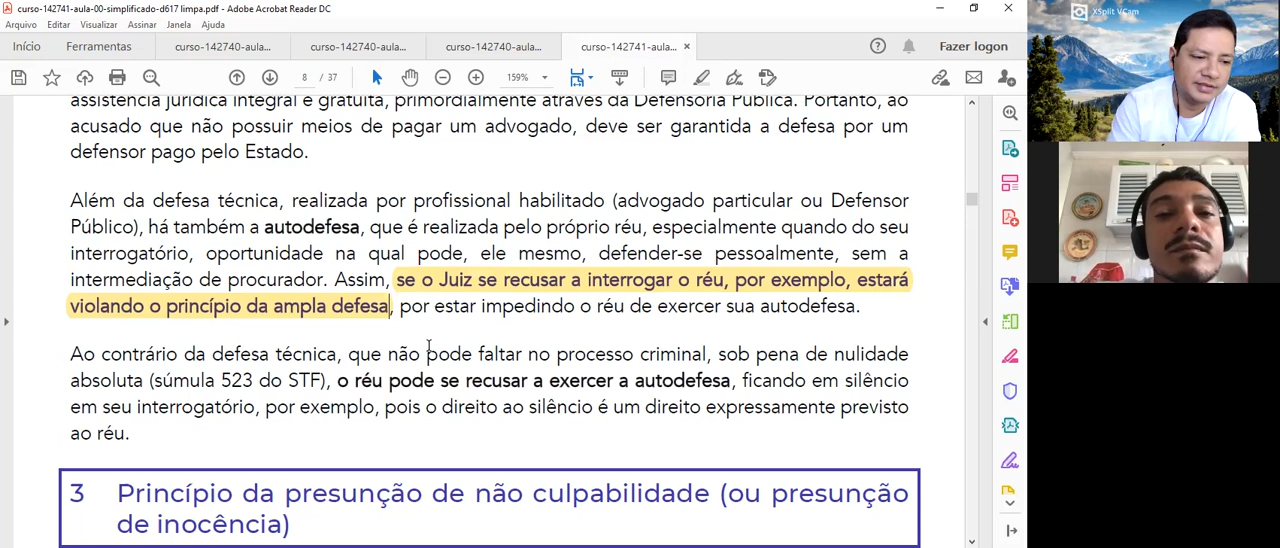 curso-142741-aula-00-simplificado-d617 limpa.pdf - Adobe Acrobat Reader DC
Arquivo Editar Visualizar Assinar Janela Ajuda
Início Ferramentas curso-142740-aula... curso-142740-aula... curso-142740-aula... curso-142741-aula... × Fazer logon
8 / 37 159%
assistência jurídica integral e gratuita, primordialmente através da Defensoria Pública. Portanto, ao
acusado que não possuir meios de pagar um advogado, deve ser garantida a defesa por um
defensor pago pelo Estado.
Além da defesa técnica, realizada por profissional habilitado (advogado particular ou Defensor
Público), há também a autodefesa, que é realizada pelo próprio réu, especialmente quando do seu
interrogatório, oportunidade na qual pode, ele mesmo, defender-se pessoalmente, sem a
intermediação de procurador. Assim, se o Juiz se recusar a interrogar o réu, por exemplo, estará
violando o princípio da ampla defesa, por estar impedindo o réu de exercer sua autodefesa.
Ao contrário da defesa técnica, que não pode faltar no processo criminal, sob pena de nulidade
absoluta (súmula 523 do STF), o réu pode se recusar a exercer a autodefesa, ficando em silêncio
em seu interrogatório, por exemplo, pois o direito ao silêncio é um direito expressamente previsto
ao réu.
3 Princípio da presunção de não culpabilidade (ou presunção
de inocência)
XSplit VCam